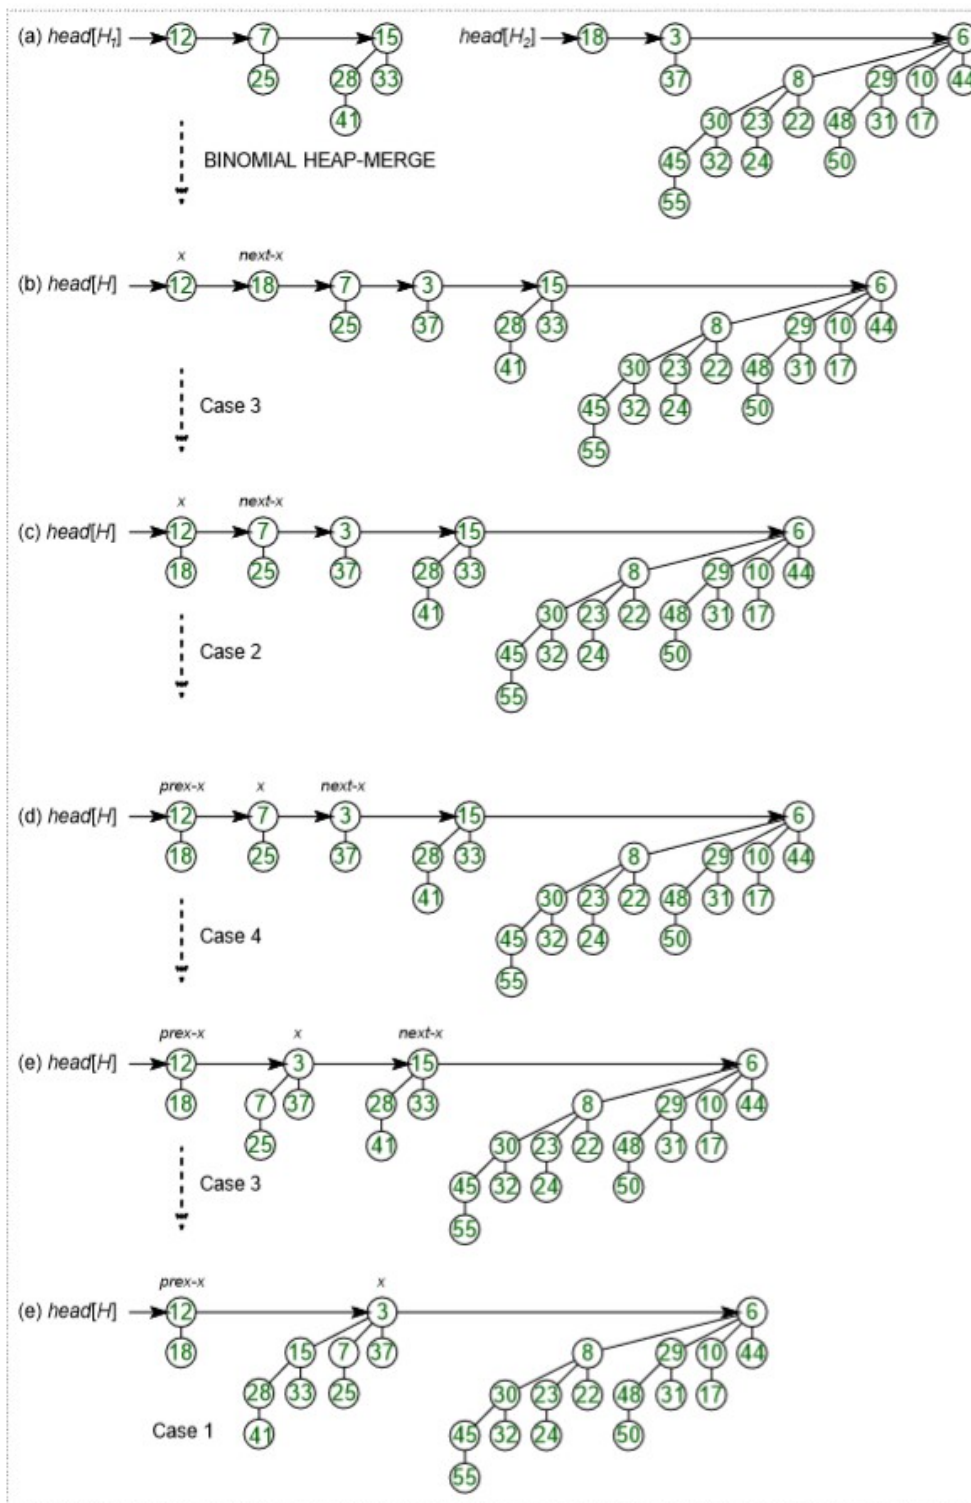 (a) head[H1] 12 7 15 head[H2] 18 3 6
25 28 33 37 8 29 10 44
41 30 23 22 48 31 17
BINOMIAL HEAP-MERGE 45 32 24 50
55
x next-x
(b) head[H] 12 18 7 3 15 6
25 37 28 33 8 29 10 44
41 30 23 22 48 31 17
Case 3 45 32 24 50
55
x next-x
(c) head[H] 12 7 3 15 6
18 25 37 28 33 8 29 10 44
41 30 23 22 48 31 17
Case 2 45 32 24 50
55
prex-x x next-x
(d) head[H] 12 7 3 15 6
18 25 37 28 33 8 29 10 44
41 30 23 22 48 31 17
Case 4 45 32 24 50
55
prex-x x next-x
(e) head[H] 12 3 15 6
18 7 37 28 33 8 29 10 44
25 41 30 23 22 48 31 17
Case 3 45 32 24 50
55
prex-x x
(e) head[H] 12 3 6
18 15 7 37 8 29 10 44
28 33 25 30 23 22 48 31 17
Case 1 41 45 32 24 50
55